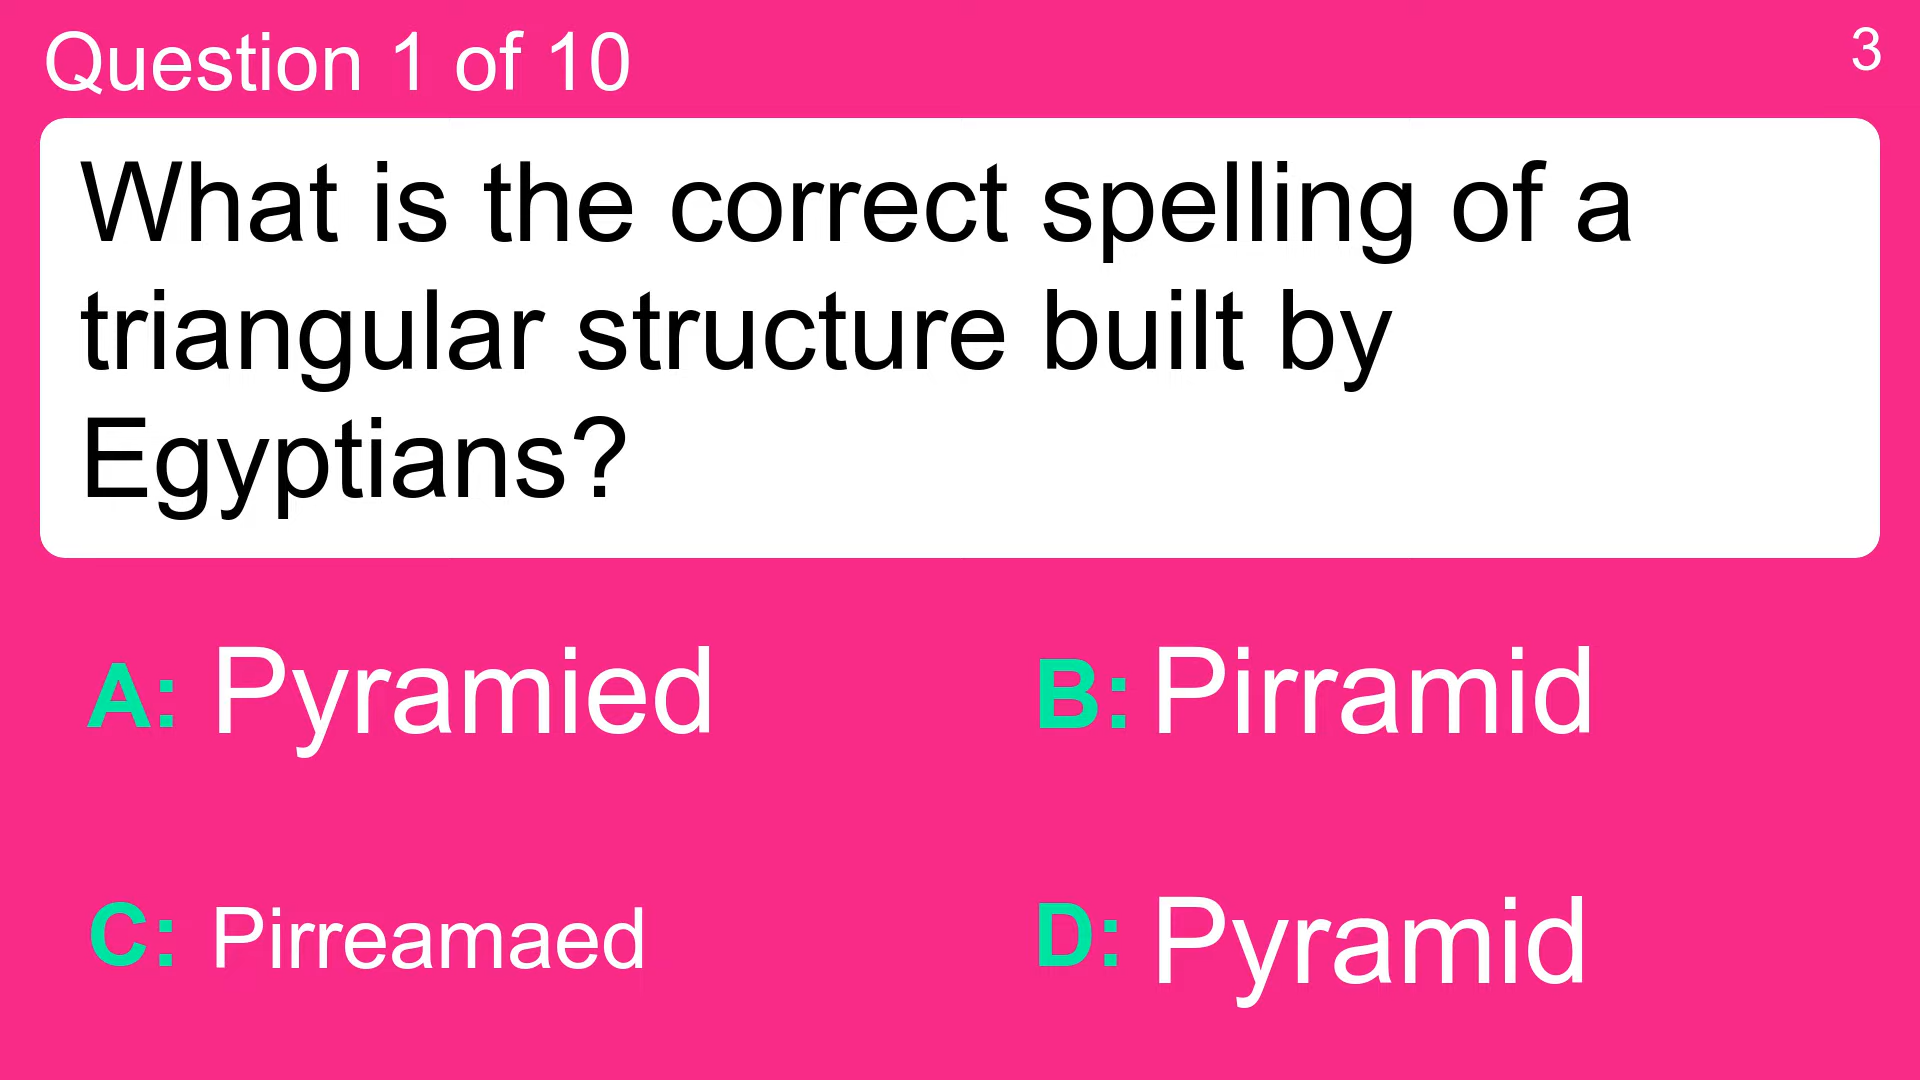 Question 1 of 10
3
What is the correct spelling of a
triangular structure built by
Egyptians?
A: Pyramied
B: Pirramid
C: Pirreamaed
D: Pyramid